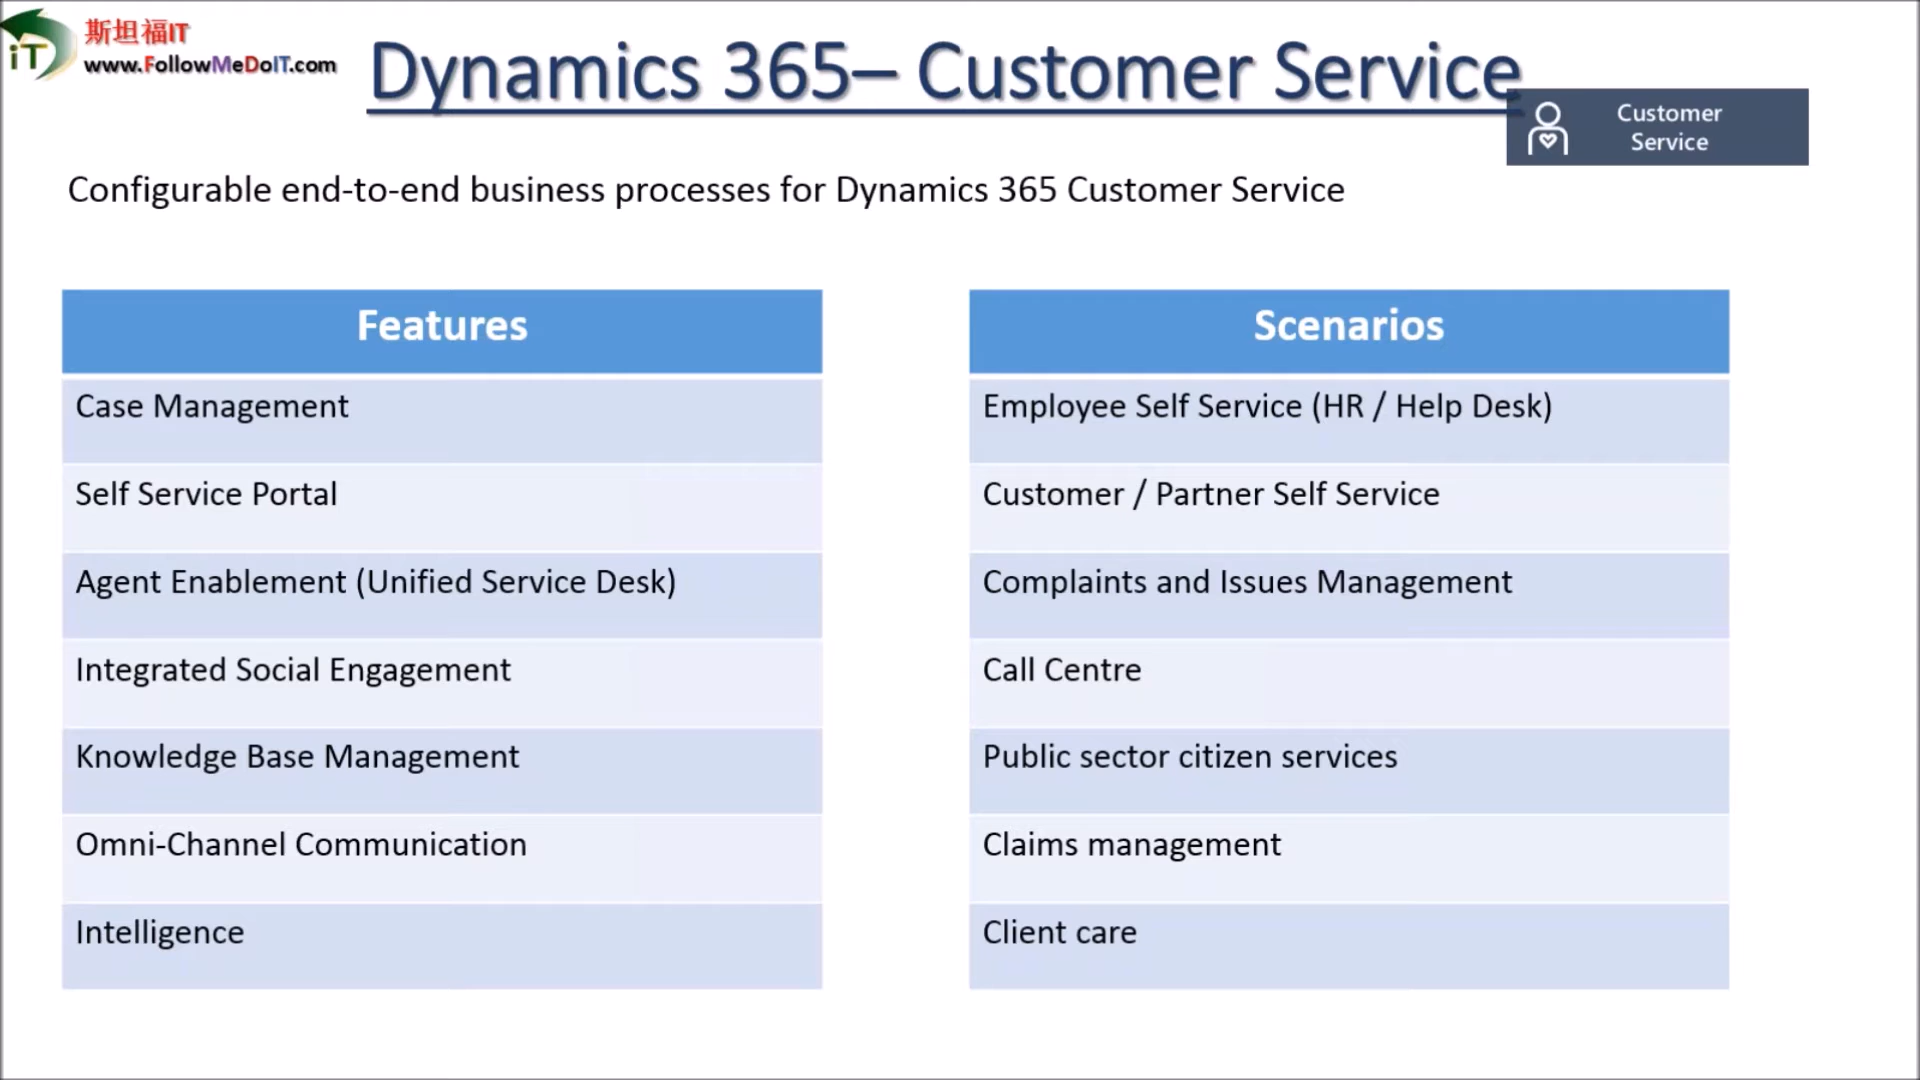 斯坦福IT
www.FollowMeDoIT.com
iT
Dynamics 365– Customer Service
Customer
Service
Configurable end-to-end business processes for Dynamics 365 Customer Service
Features
Case Management
Self Service Portal
Agent Enablement (Unified Service Desk)
Integrated Social Engagement
Knowledge Base Management
Omni-Channel Communication
Intelligence
Scenarios
Employee Self Service (HR / Help Desk)
Customer / Partner Self Service
Complaints and Issues Management
Call Centre
Public sector citizen services
Claims management
Client care